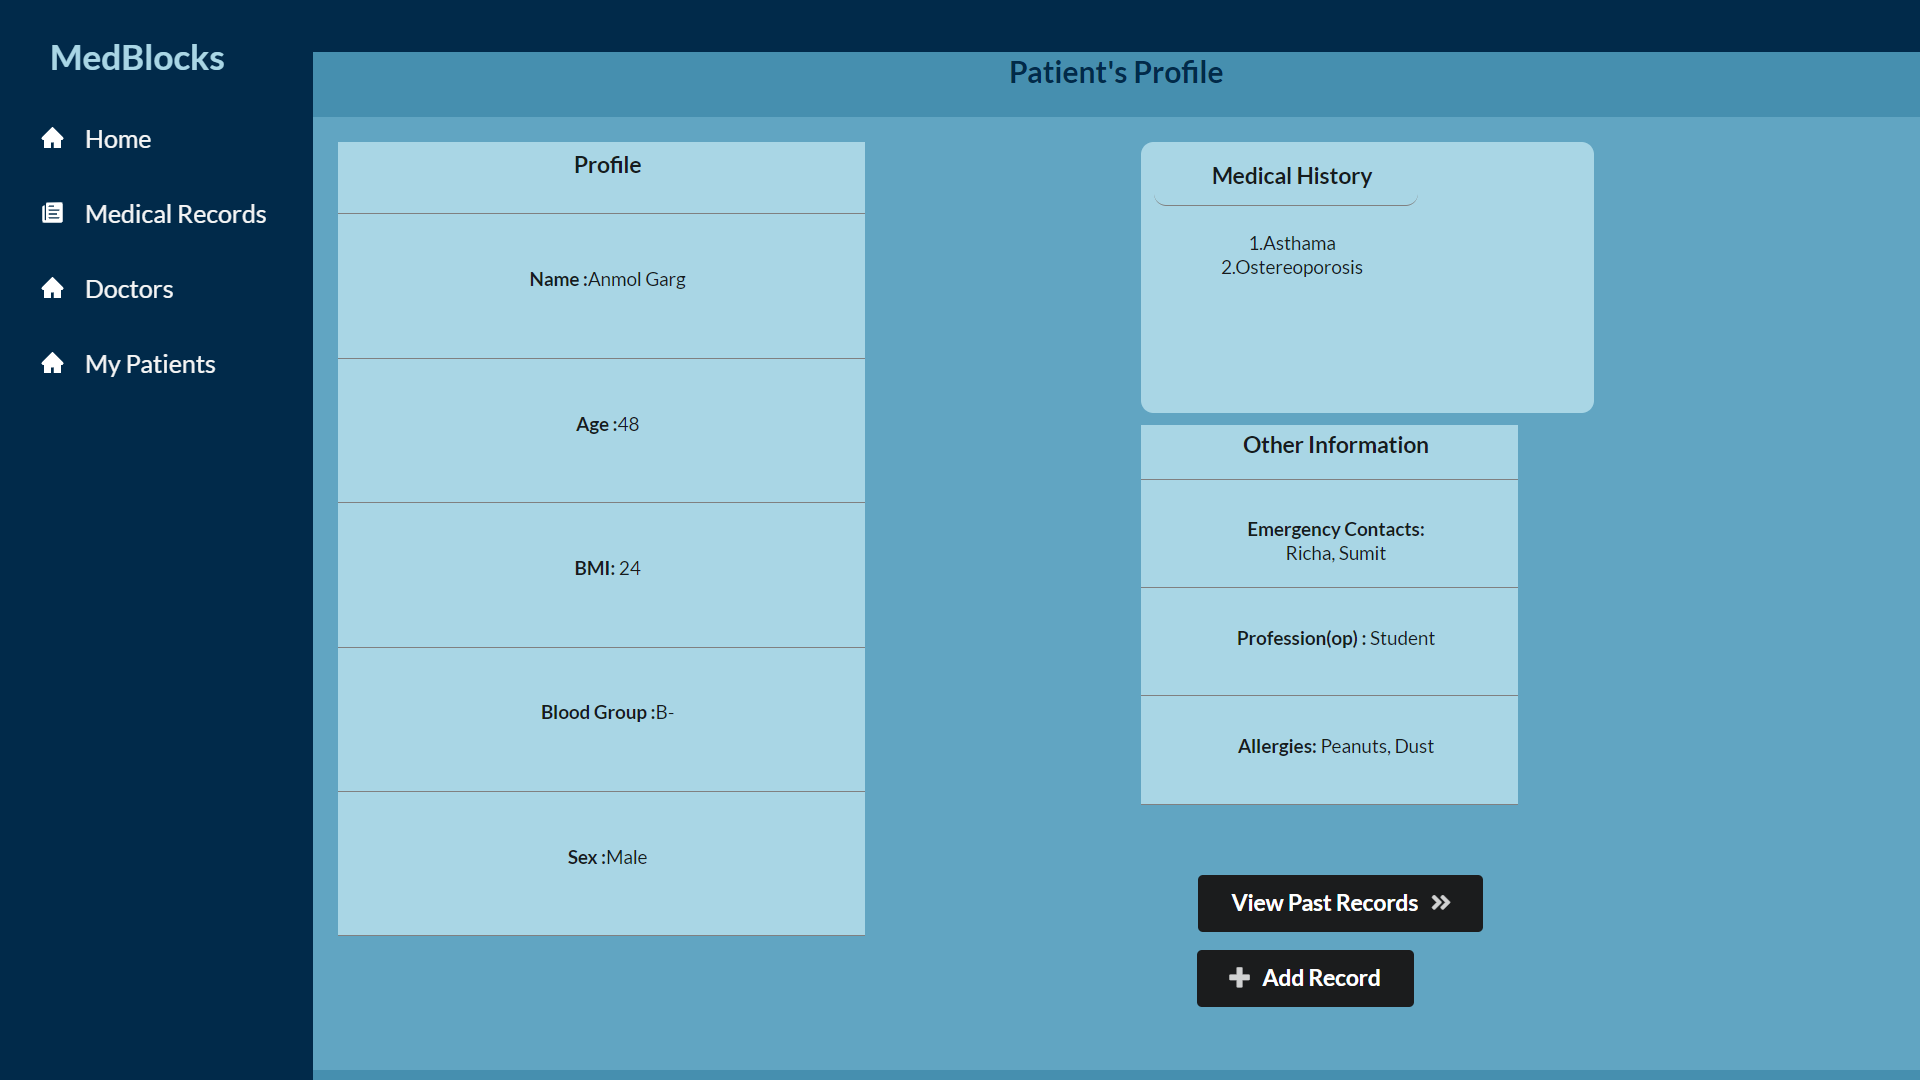 MedBlocks
Home
Medical Records
Doctors
My Patients
Patient's Profile
Profile
Name :Anmol Garg
Age :48
BMI: 24
Blood Group :B-
Sex :Male
Medical History
1.Asthama
2.Ostereoporosis
Other Information
Emergency Contacts:
Richa, Sumit
Profession(op) : Student
Allergies: Peanuts, Dust
View Past Records
Add Record